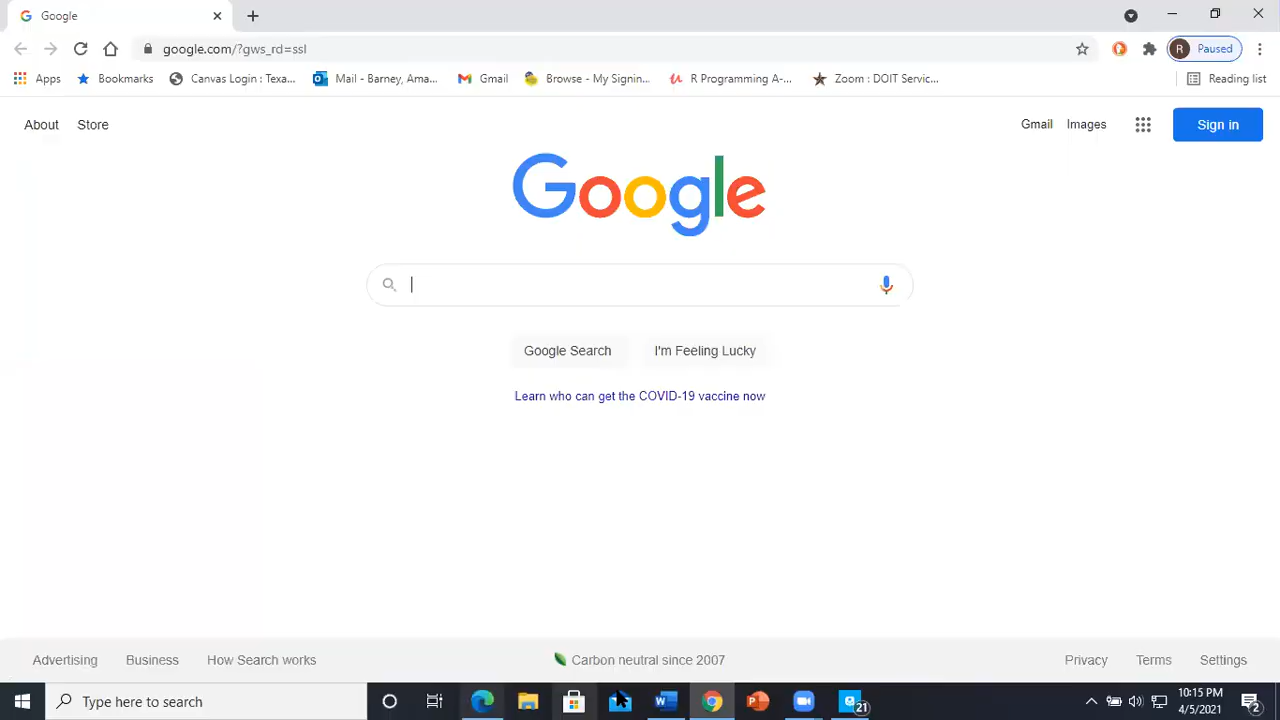 Google
google.com/?gws_rd=ssl
R Paused
Apps Bookmarks Canvas Login : Texa... Mail - Barney, Ama... Gmail Browse - My Signin... R Programming A-... Zoom : DOIT Servic... Reading list
About Store Gmail Images Sign in
Google
Google Search I'm Feeling Lucky
Learn who can get the COVID-19 vaccine now
Advertising Business How Search works Carbon neutral since 2007 Privacy Terms Settings
Type here to search 21 10:15 PM
4/5/2021 2